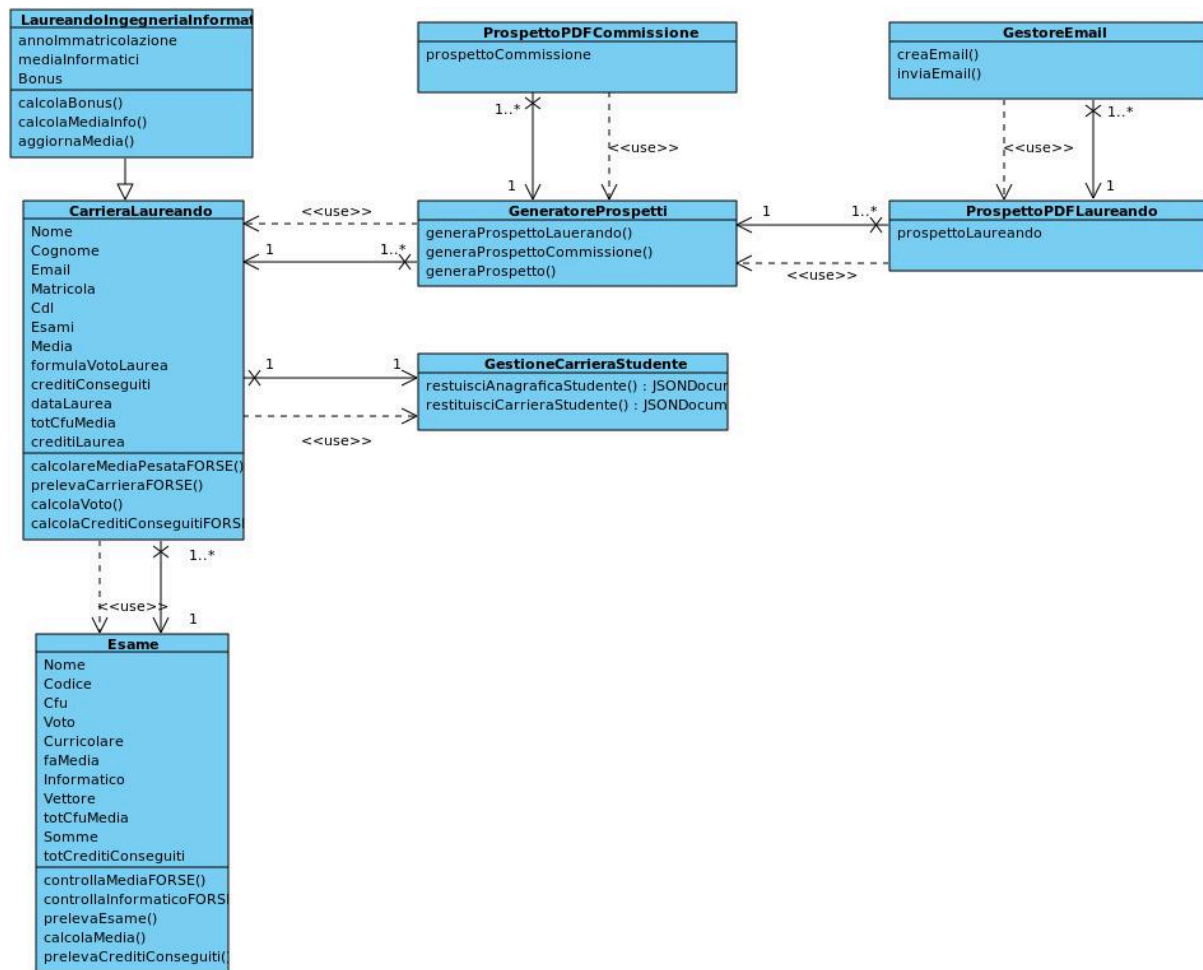 LaureandoIngegneriaInformat
annoImmatricolazione
mediaInformatici
Bonus
calcolaBonus()
calcolaMediaInfo()
aggiornaMedia()
ProspettoPDFCommissione
prospettoCommissione
GestoreEmail
creaEmail()
inviaEmail()
1..*
<<use>>
1
1..*
<<use>>
1
CarrieraLaureando
Nome
Cognome
Email
Matricola
Cdl
Esami
Media
formulaVotoLaurea
creditiConseguiti
dataLaurea
totCfuMedia
creditiLaurea
calcolareMediaPesataFORSE()
prelevaCarrieraFORSE()
calcolaVoto()
calcolaCreditiConseguitiFORSE
<<use>>
1
1..*
GeneratoreProspetti
generaProspettoLauerando()
generaProspettoCommissione()
generaProspetto()
1
1..*
<<use>>
ProspettoPDFLaureando
prospettoLaureando
1
1
<<use>>
GestioneCarrieraStudente
restuisciAnagraficaStudente() : JSONDocum
restituisciCarrieraStudente() : JSONDocum
1..*
<<use>>
1
Esame
Nome
Codice
Cfu
Voto
Curricolare
faMedia
Informatico
Vettore
totCfuMedia
Somme
totCreditiConseguiti
controllaMediaFORSE()
controllaInformaticoFORSE
prelevaEsame()
calcolaMedia()
prelevaCreditiConseguiti()